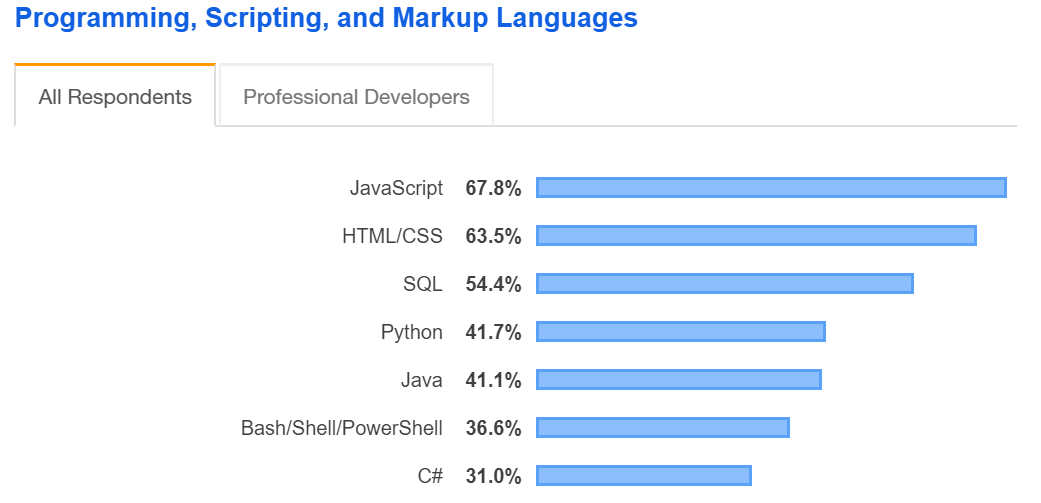 Programming, Scripting, and Markup Languages
All Respondents Professional Developers
JavaScript 67.8%
HTML/CSS 63.5%
SQL 54.4%
Python 41.7%
Java 41.1%
Bash/Shell/PowerShell 36.6%
C# 31.0%